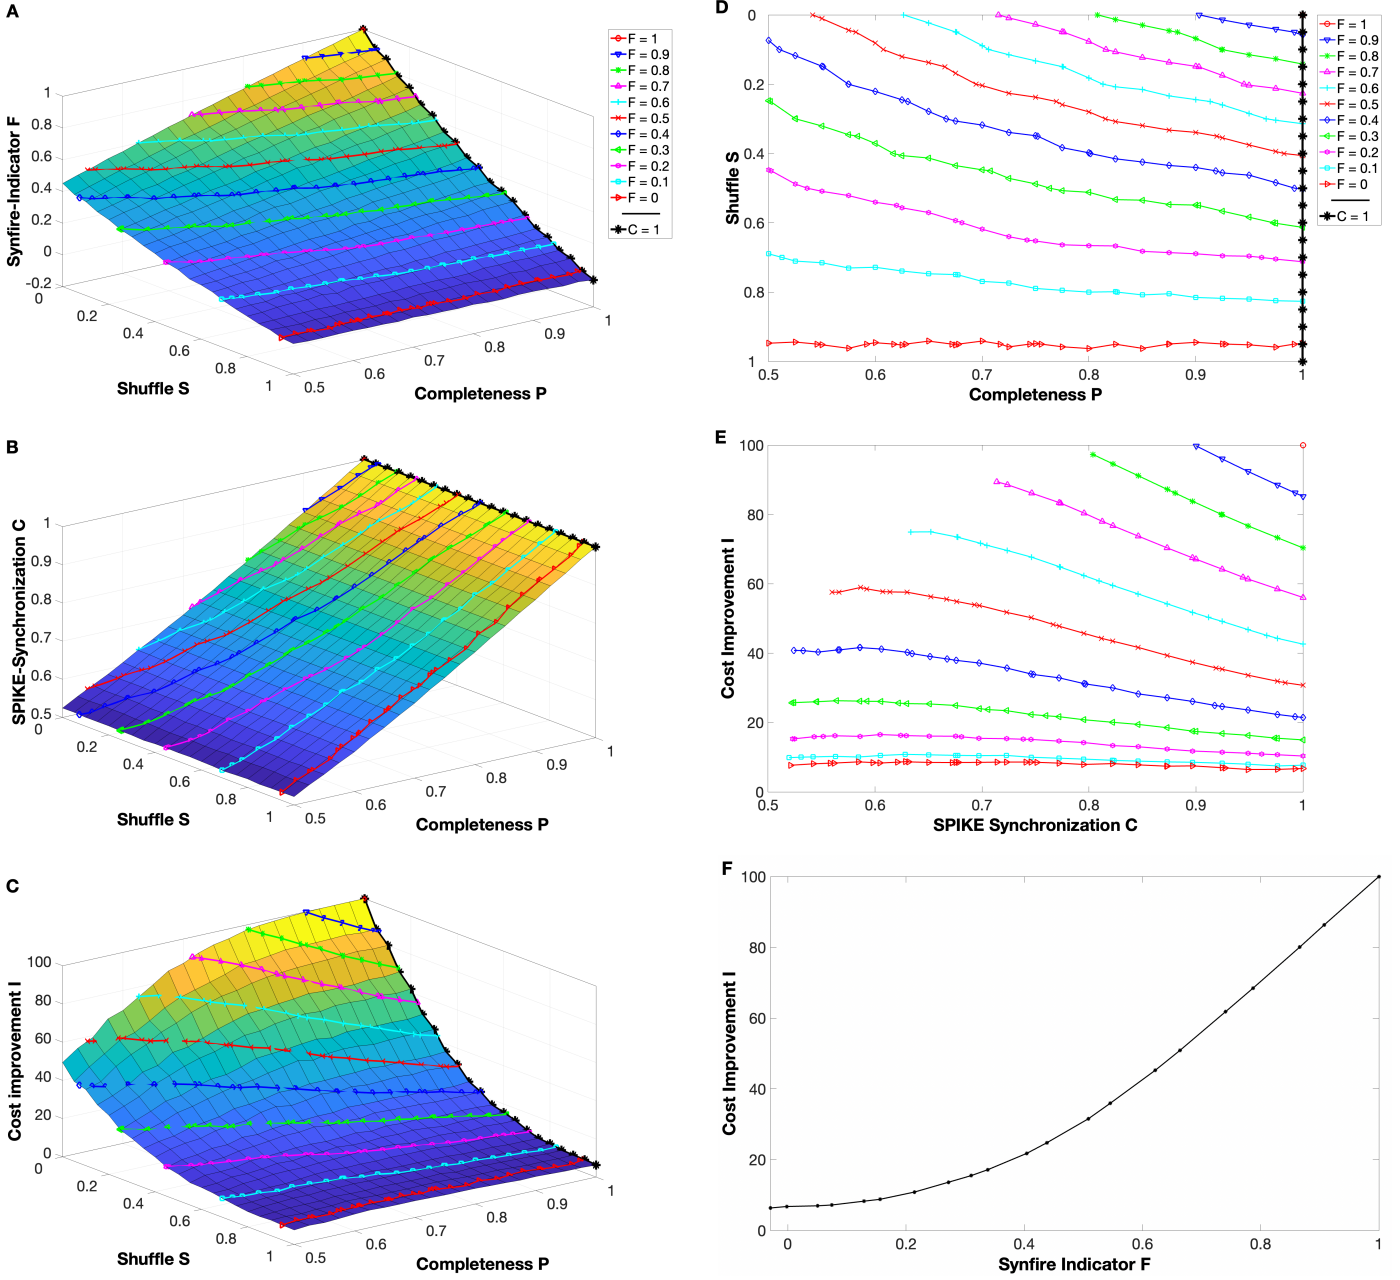 A
Synfire-Indicator F
1
0.8
0.6
0.4
0.2
0
-0.2
0
0.2
0.4
0.6
0.8
1
Shuffle S
0.5
0.6
0.7
0.8
0.9
1
Completeness P
F = 1
F = 0.9
F = 0.8
F = 0.7
F = 0.6
F = 0.5
F = 0.4
F = 0.3
F = 0.2
F = 0.1
F = 0
C = 1
B
SPIKE-Synchronization C
1
0.9
0.8
0.7
0.6
0.5
0
0.2
0.4
0.6
0.8
1
Shuffle S
0.5
0.6
0.7
0.8
0.9
1
Completeness P
C
Cost improvement I
100
80
60
40
20
0
0
0.2
0.4
0.6
0.8
1
Shuffle S
0.5
0.6
0.7
0.8
0.9
1
Completeness P
D
Shuffle S
0
0.2
0.4
0.6
0.8
1
0.5
0.6
0.7
0.8
0.9
1
Completeness P
F = 1
F = 0.9
F = 0.8
F = 0.7
F = 0.6
F = 0.5
F = 0.4
F = 0.3
F = 0.2
F = 0.1
F = 0
C = 1
E
Cost Improvement I
100
80
60
40
20
0
0.5
0.6
0.7
0.8
0.9
1
SPIKE Synchronization C
F
Cost Improvement I
100
80
60
40
20
0
0
0.2
0.4
0.6
0.8
1
Synfire Indicator F